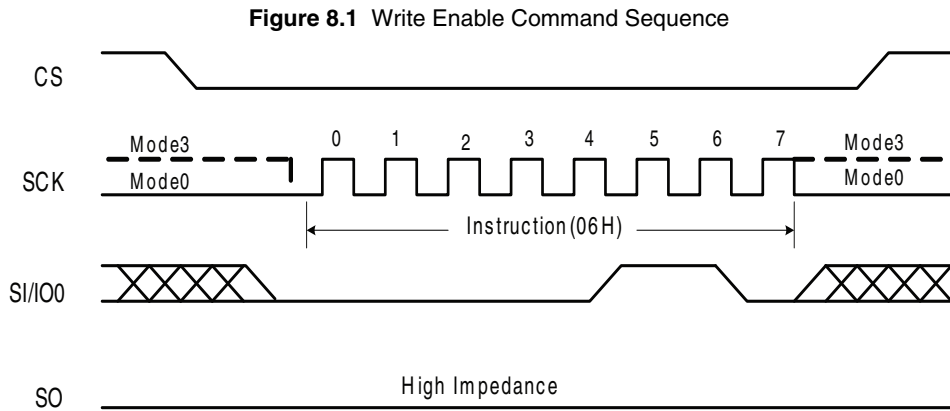 Figure 8.1 Write Enable Command Sequence
CS
0 1 2 3 4 5 6 7
Mode3 Mode3
SCK
Mode0 Mode0
Instruction(06H)
SI/IO0
High Impedance
SO